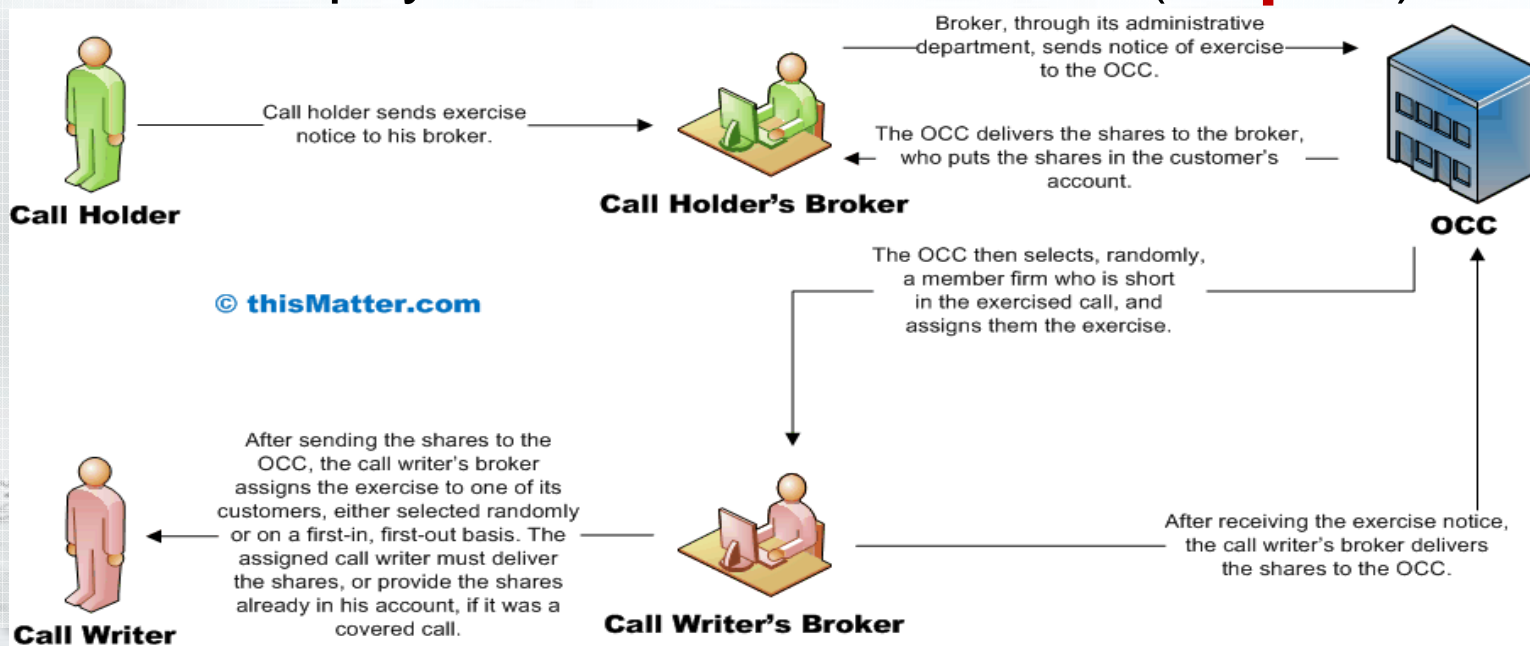 Broker, through its administrative
department, sends notice of exercise
to the OCC.
Call holder sends exercise
notice to his broker.
The OCC delivers the shares to the broker,
who puts the shares in the customer's
account.
Call Holder
Call Holder's Broker
OCC
The OCC then selects, randomly,
a member firm who is short
in the exercised call, and
assigns them the exercise.
© thisMatter.com
After sending the shares to the
OCC, the call writer's broker
assigns the exercise to one of its
customers, either selected randomly
or on a first-in, first-out basis. The
assigned call writer must deliver
the shares, or provide the shares
already in his account, if it was a
covered call.
After receiving the exercise notice,
the call writer's broker delivers
the shares to the OCC.
Call Writer
Call Writer's Broker